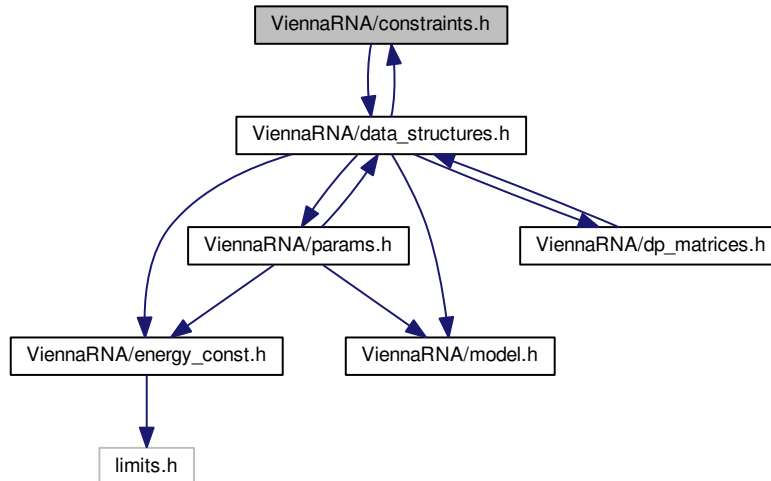 ViennaRNA/constraints.h
ViennaRNA/data_structures.h
ViennaRNA/params.h
ViennaRNA/dp_matrices.h
ViennaRNA/energy_const.h
ViennaRNA/model.h
limits.h